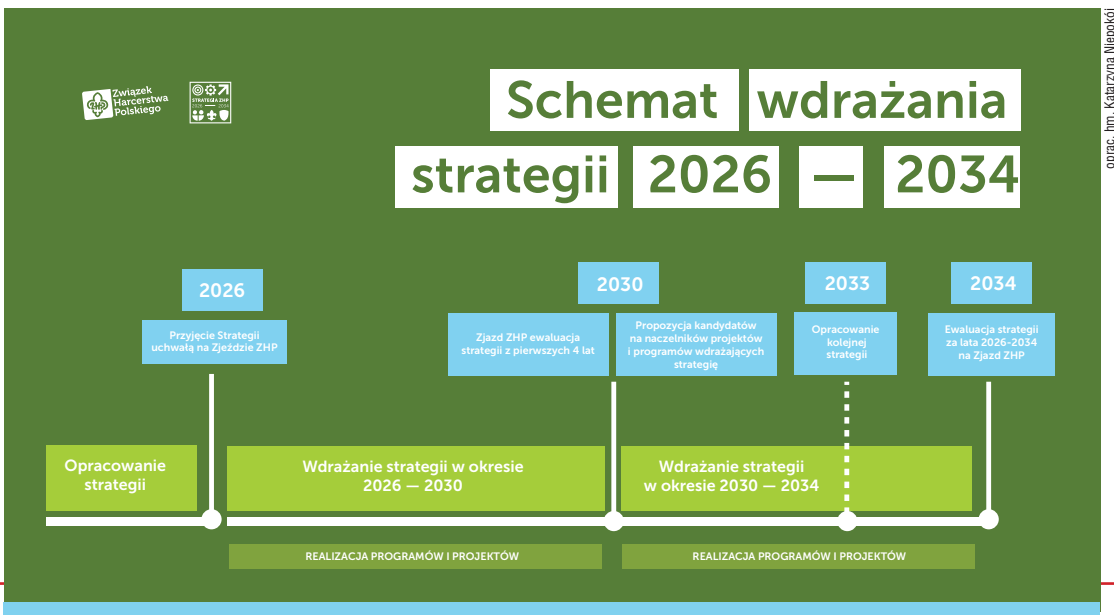 Związek
Harcerstwa
Polskiego
ZHP
STRATEGIA ZHP
2026 — 2034
Schemat wdrażania
strategii 2026 — 2034
oprac. hm. Katarzyna Niepokój
2026
Przyjęcie Strategii
uchwałą na Zjeździe ZHP
2030
Zjazd ZHP ewaluacja
strategii z pierwszych 4 lat
Propozycja kandydatów
na naczelników projektów
i programów wdrażających
strategię
2033
Opracowanie
kolejnej
strategii
2034
Ewaluacja strategii
za lata 2026-2034
na Zjazd ZHP
Opracowanie
strategii
Wdrażanie strategii w okresie
2026 — 2030
Wdrażanie strategii
w okresie 2030 — 2034
REALIZACJA PROGRAMÓW I PROJEKTÓW
REALIZACJA PROGRAMÓW I PROJEKTÓW